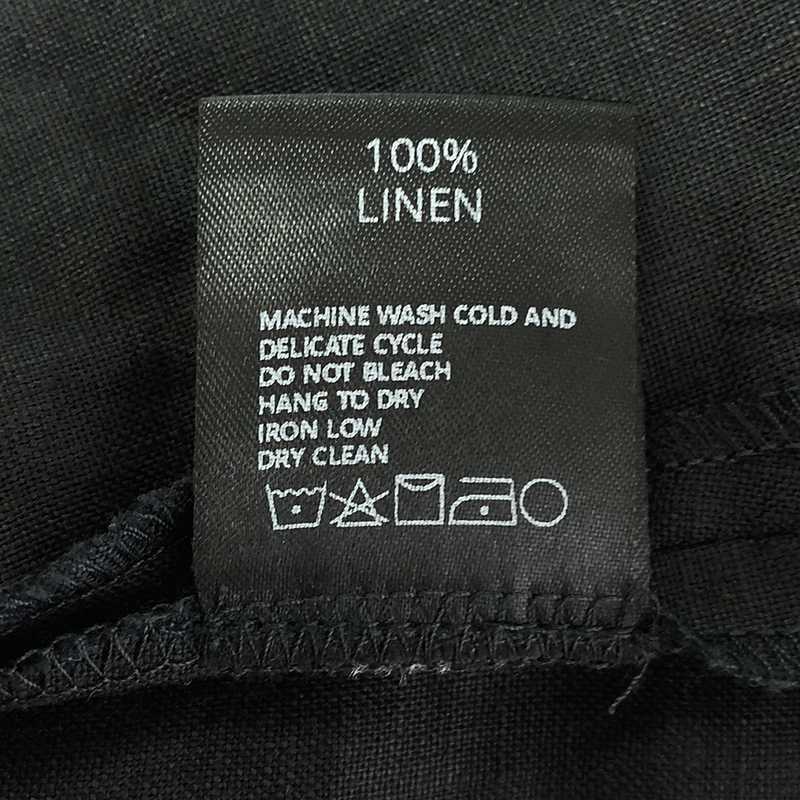 100%
LINEN
MACHINE WASH COLD AND
DELICATE CYCLE
DO NOT BLEACH
HANG TO DRY
IRON LOW
DRY CLEAN